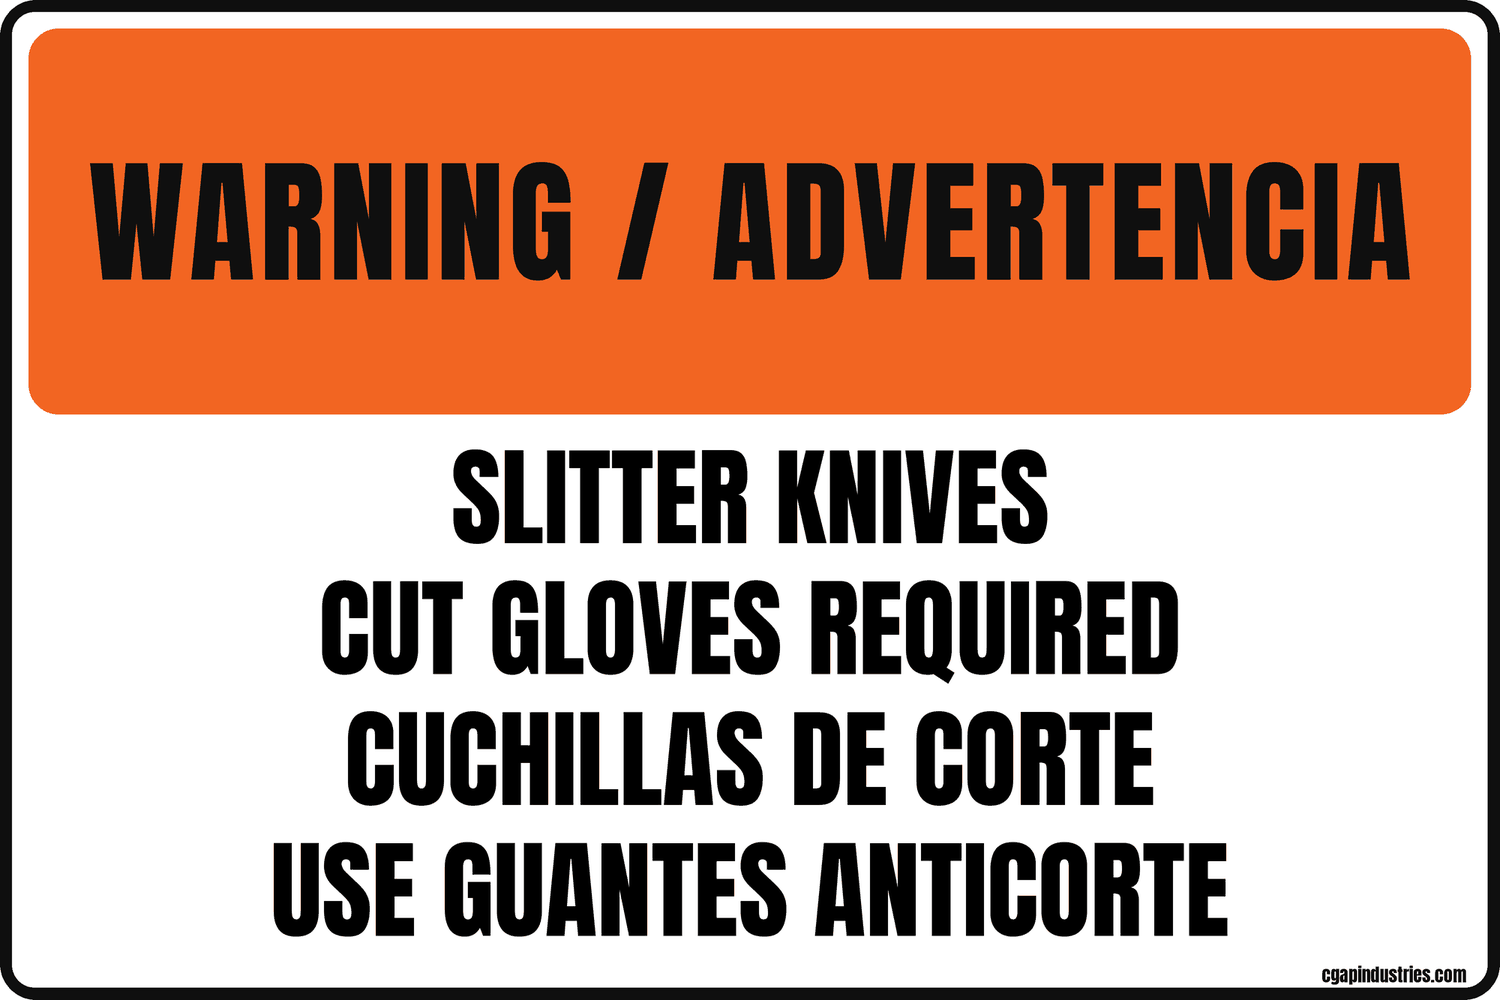 WARNING / ADVERTENCIA
SLITTER KNIVES
CUT GLOVES REQUIRED
CUCHILLAS DE CORTE
USE GUANTES ANTICORTE
cgapindustries.com